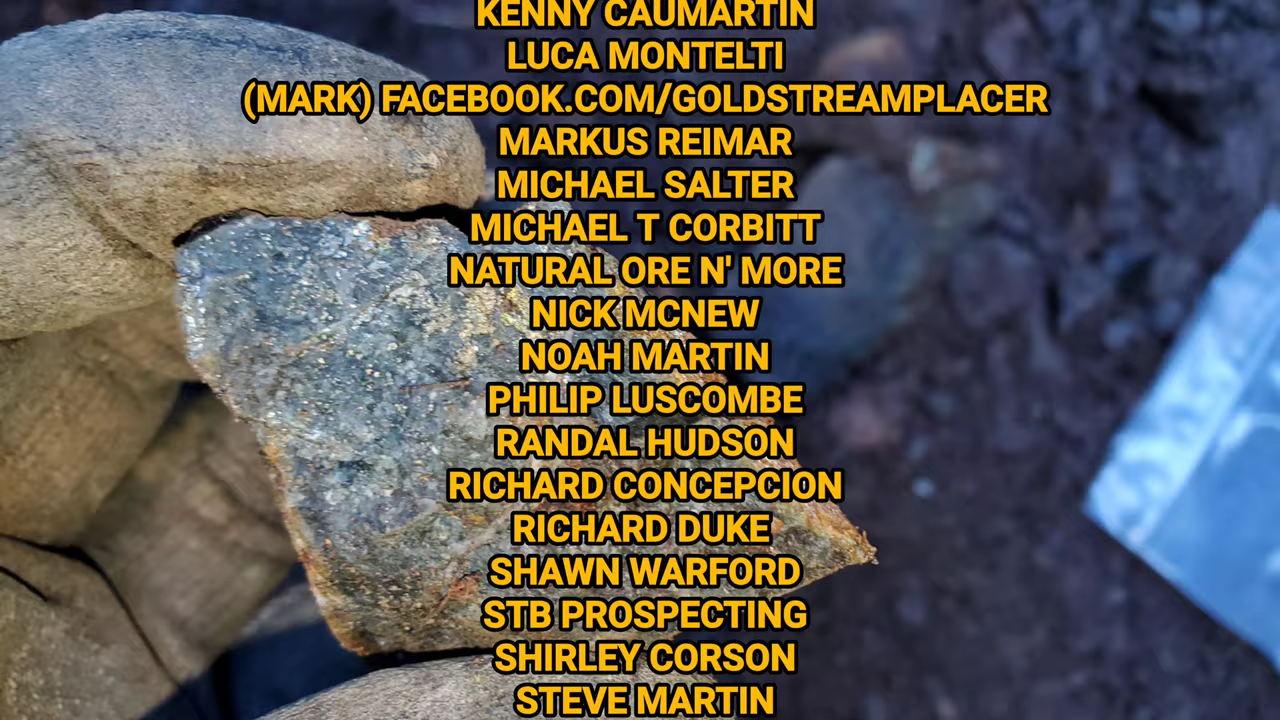 KENNY CAUMARTIN
LUCA MONTELTI
(MARK) FACEBOOK.COM/GOLDSTREAMPLACER
MARKUS REIMAR
MICHAEL SALTER
MICHAEL T CORBITT
NATURAL ORE N' MORE
NICK MCNEW
NOAH MARTIN
PHILIP LUSCOMBE
RANDAL HUDSON
RICHARD CONCEPCION
RICHARD DUKE
SHAWN WARFORD
STB PROSPECTING
SHIRLEY CORSON
STEVE MARTIN